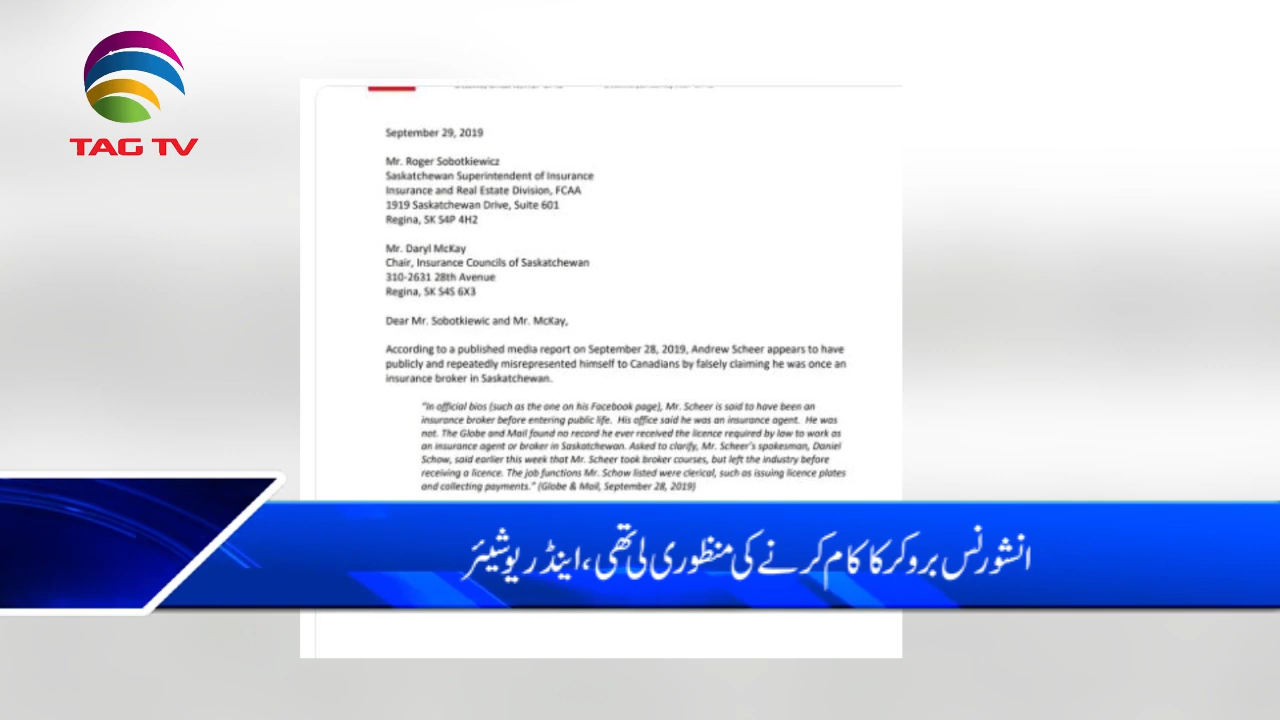 TAG TV
September 29, 2019
Mr. Roger Sobotkiewicz
Saskatchewan Superintendent of Insurance
Insurance and Real Estate Division, FCAA
1919 Saskatchewan Drive, Suite 601
Regina, SK S4P 4H2
Mr. Daryl McKay
Chair, Insurance Councils of Saskatchewan
310-2631 28th Avenue
Regina, SK S4S 6X3
Dear Mr. Sobotkiewic and Mr. McKay,
According to a published media report on September 28, 2019, Andrew Scheer appears to have
publicly and repeatedly misrepresented himself to Canadians by falsely claiming he was once an
insurance broker in Saskatchewan.
"In official bios (such as the one on his Facebook page), Mr. Scheer is said to have been an
insurance broker before entering public life. His office said he was an insurance agent. He was
not. The Globe and Mail found no record he ever received the licence required by law to work as
an insurance agent or broker in Saskatchewan. Asked to clarify, Mr. Scheer's spokesman, Daniel
Schow, said earlier this week that Mr. Scheer took broker courses, but left the industry before
receiving a licence. The job functions Mr. Schow listed were clerical, such as issuing licence plates
and collecting payments." (Globe & Mail, September 28, 2019)
انشورنس بروکر کا کام کرنے کی منظوری لی تھی، اینڈریو شیئر